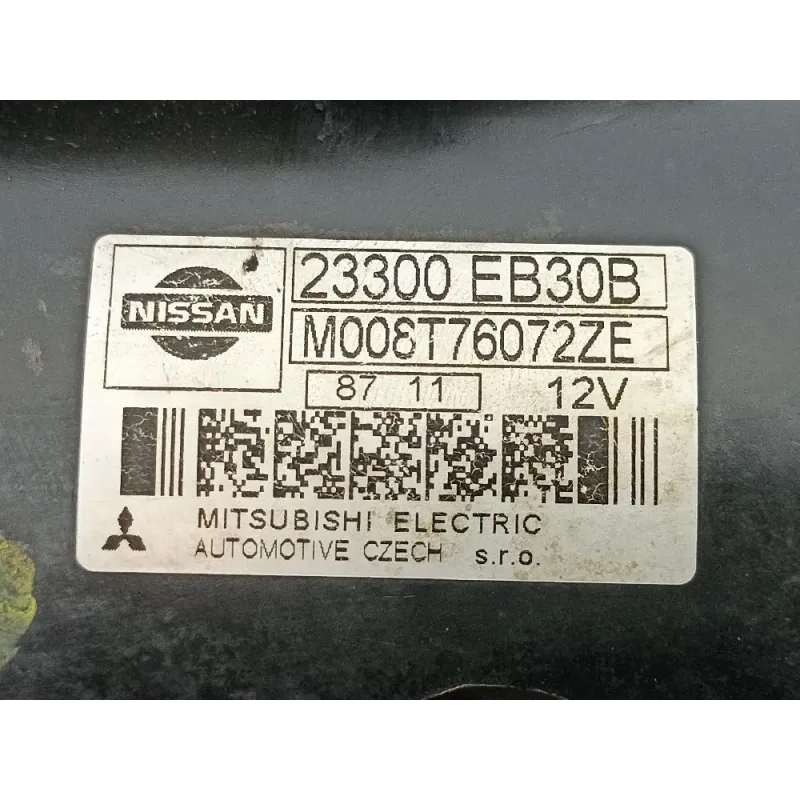 NISSAN
23300 EB30B
M008T76072ZE
87 11 12V
MITSUBISHI ELECTRIC
AUTOMOTIVE CZECH s.r.o.